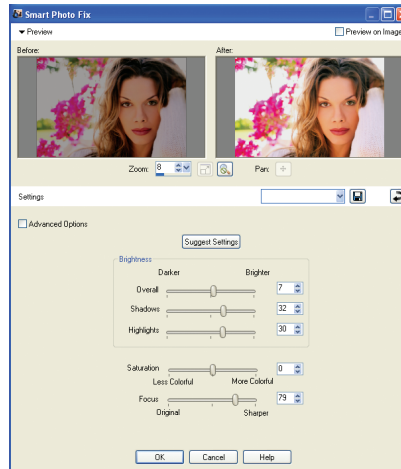 Smart Photo Fix
Preview
Preview on Image
Before:
After:
Zoom: 8
Pan:
Settings
Advanced Options
Suggest Settings
Brightness
Darker Brighter
Overall 7
Shadows 32
Highlights 30
Saturation 0
Less Colorful More Colorful
Focus 79
Original Sharper
OK Cancel Help